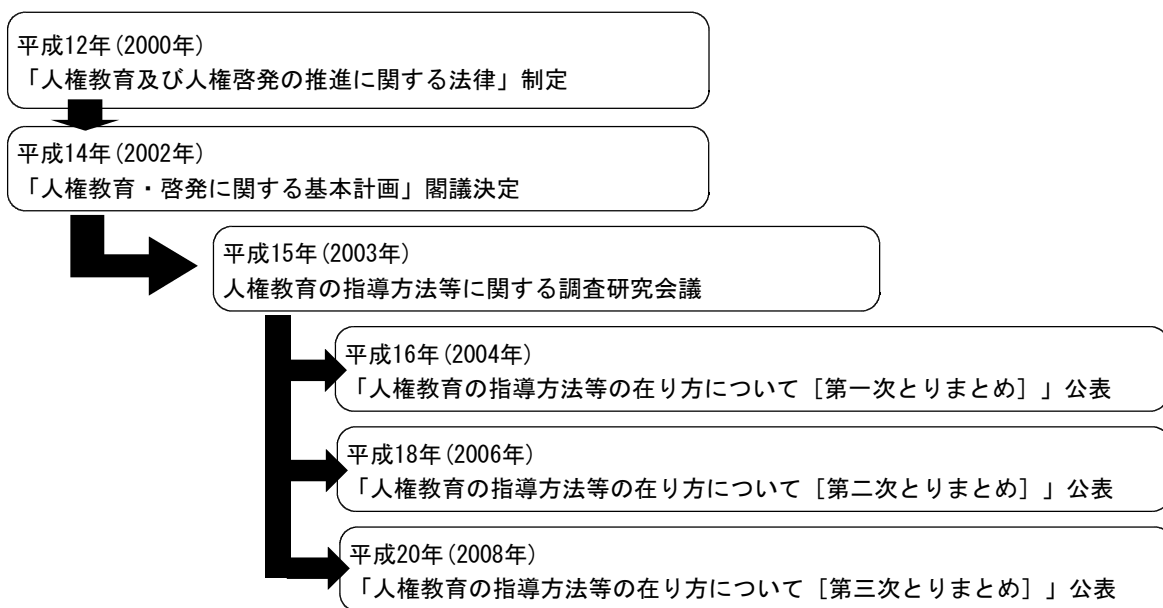 平成12年(2000年)
「人権教育及び人権啓発の推進に関する法律」制定
平成14年(2002年)
「人権教育・啓発に関する基本計画」閣議決定
平成15年(2003年)
人権教育の指導方法等に関する調査研究会議
平成16年(2004年)
「人権教育の指導方法等の在り方について［第一次とりまとめ］」公表
平成18年(2006年)
「人権教育の指導方法等の在り方について［第二次とりまとめ］」公表
平成20年(2008年)
「人権教育の指導方法等の在り方について［第三次とりまとめ］」公表